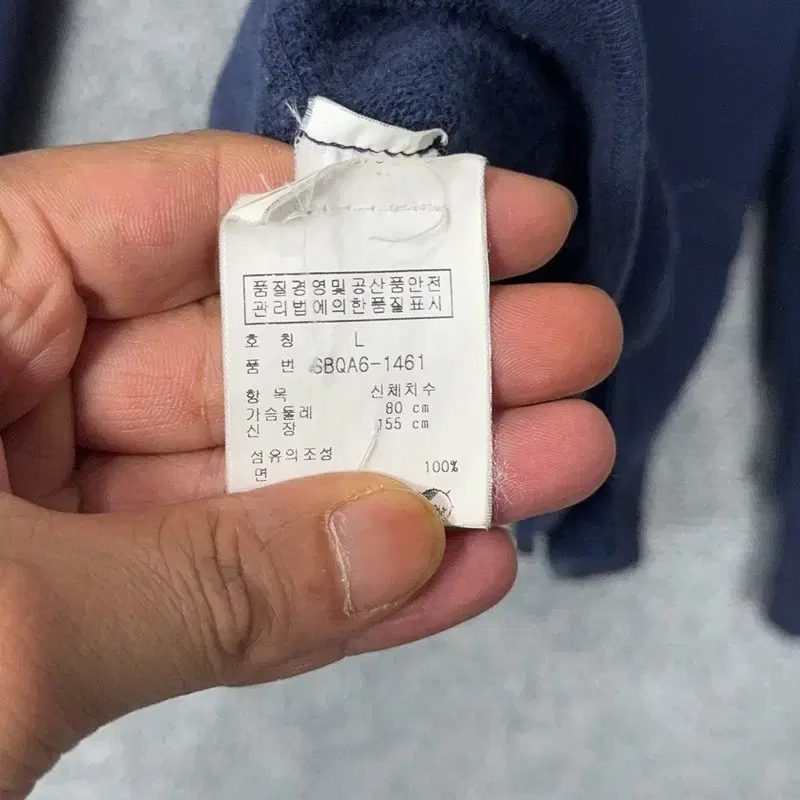 품질경영및공산품안전
관리법에의한품질표시
호 칭 L
품 번 SBQA6-1461
항 목 신체치수
가슴둘레 80 cm
신 장 155 cm
섬유의조성
면 100%